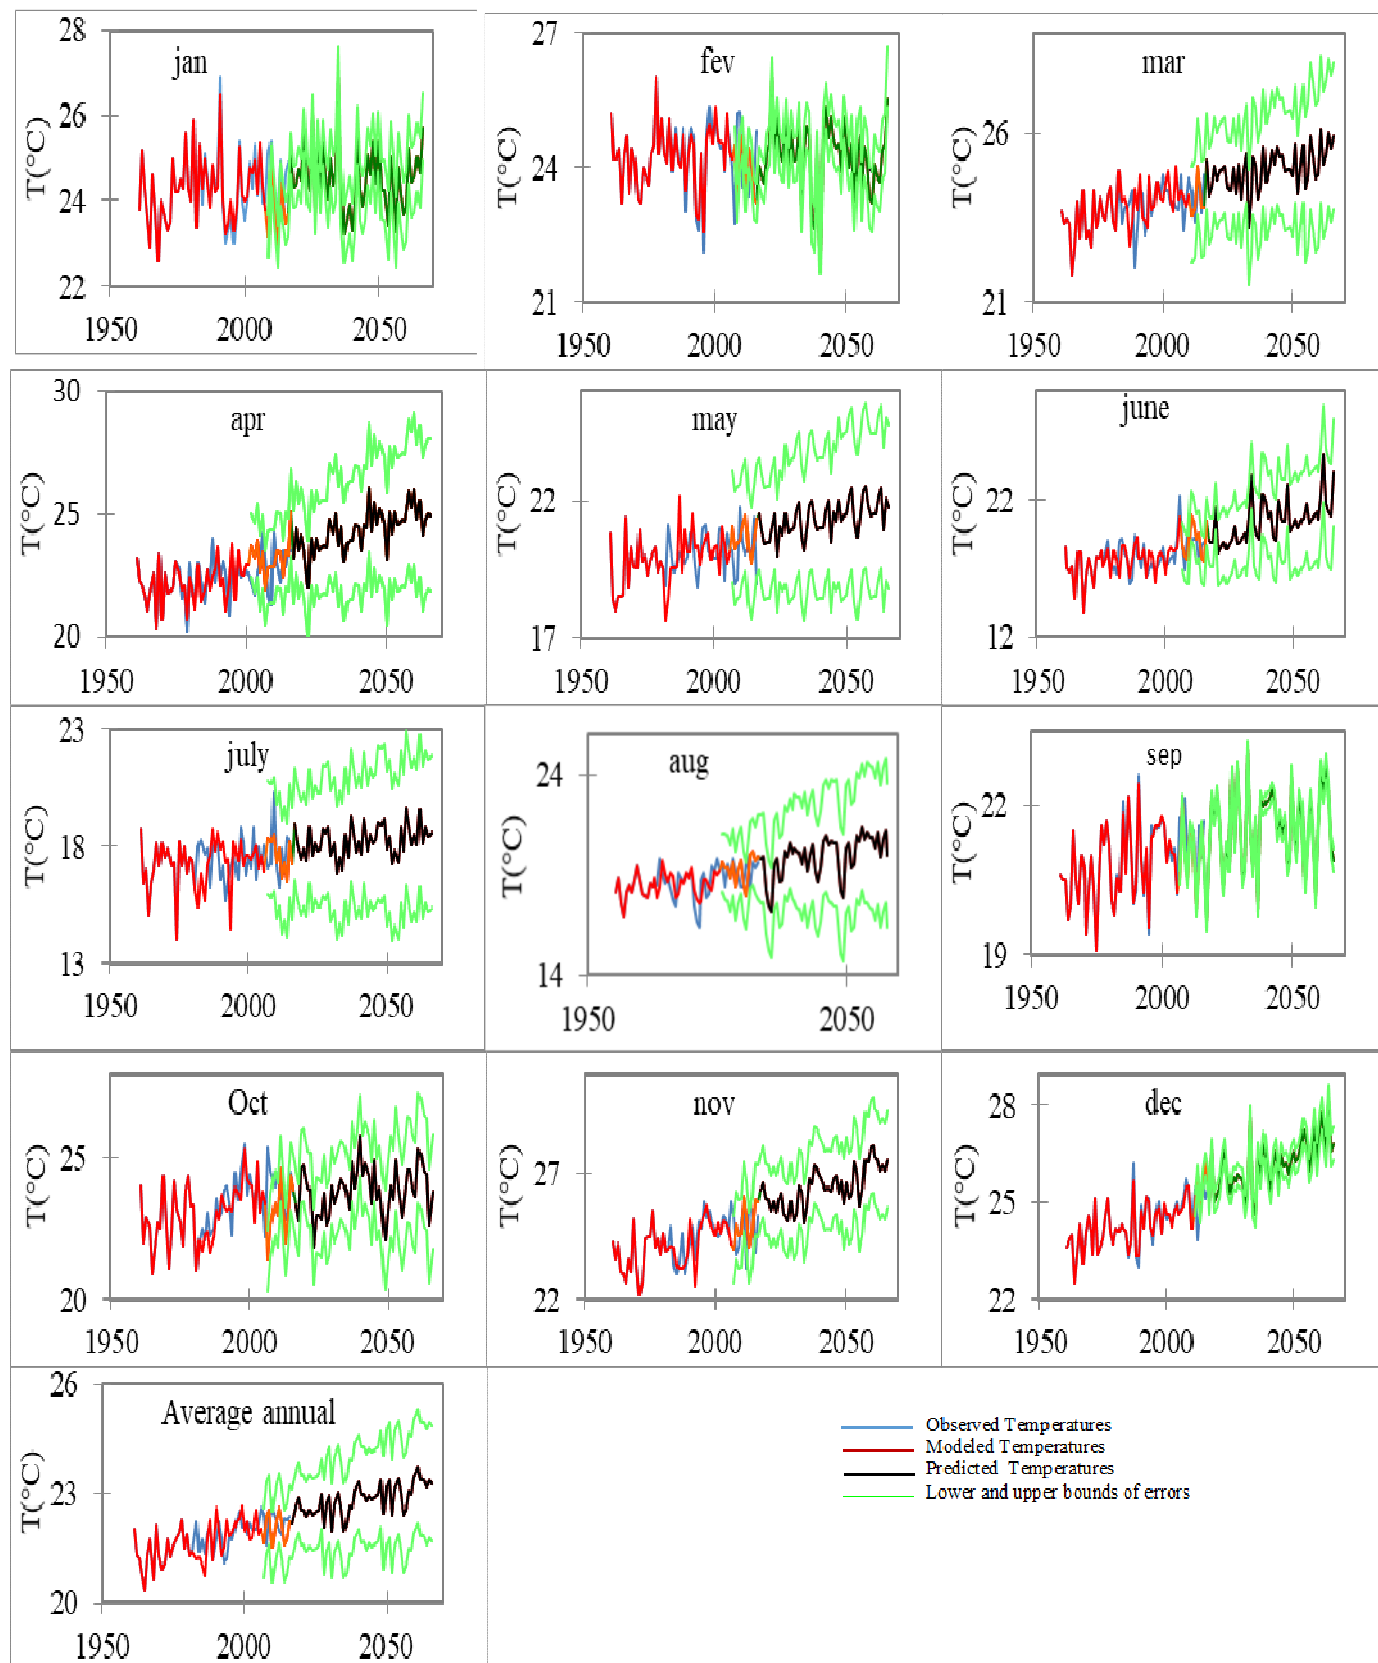 jan
T(°C)
28
26
24
22
1950 2000 2050
fev
27
24
21
1950 2000 2050
mar
T(°C)
26
21
1950 2000 2050
apr
T(°C)
30
25
20
1950 2000 2050
may
T(°C)
22
17
1950 2000 2050
june
T(°C)
22
12
1950 2000 2050
july
T(°C)
23
18
13
1950 2000 2050
aug
T(°C)
24
14
1950 2050
sep
T(°C)
22
19
1950 2000 2050
Oct
T(°C)
25
20
1950 2000 2050
nov
T(°C)
27
22
1950 2000 2050
dec
T(°C)
28
25
22
1950 2000 2050
Average annual
T(°C)
26
23
20
1950 2000 2050
Observed Temperatures
Modeled Temperatures
Predicted Temperatures
Lower and upper bounds of errors